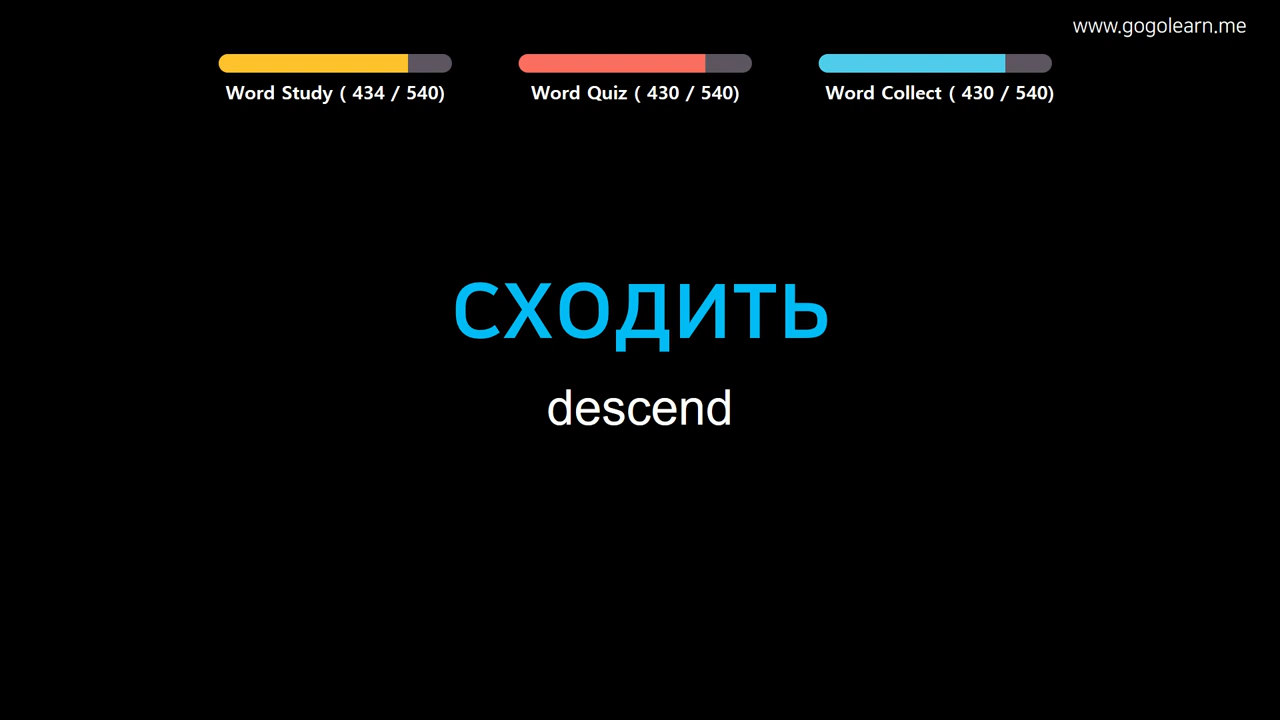 www.gogolearn.me
Word Study ( 434 / 540)
Word Quiz ( 430 / 540)
Word Collect ( 430 / 540)
сходить
descend